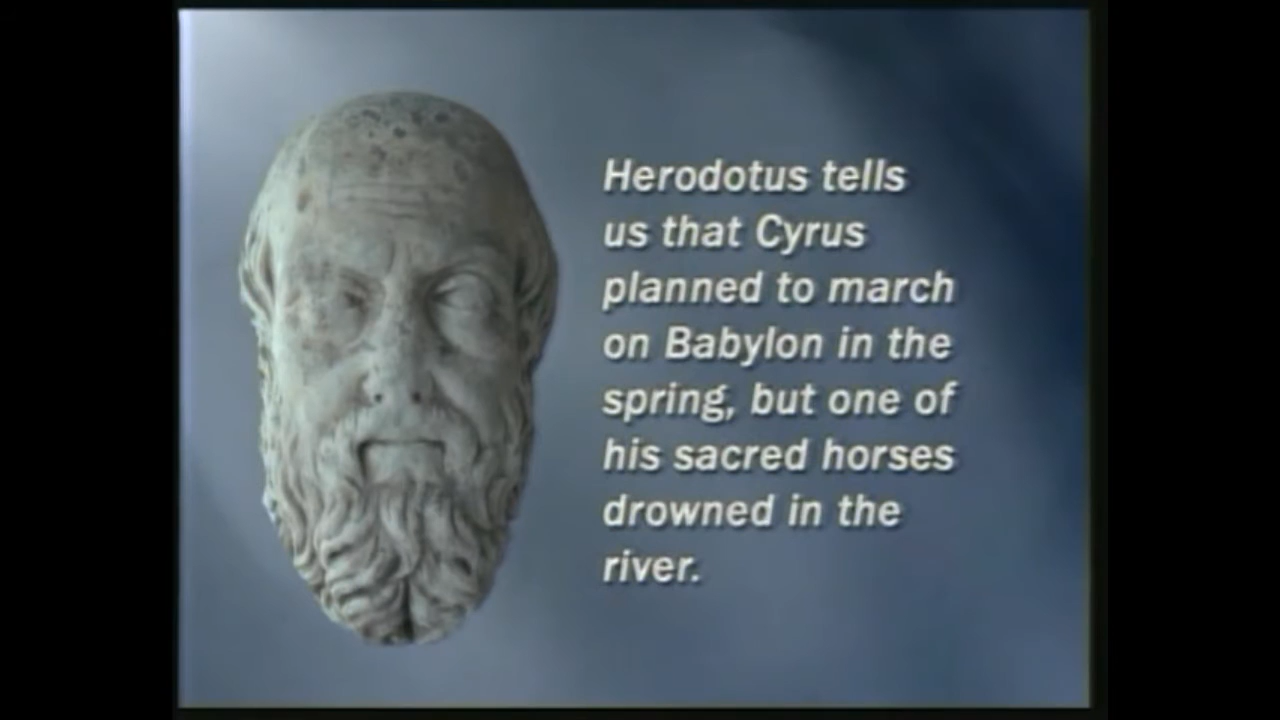 Herodotus tells
us that Cyrus
planned to march
on Babylon in the
spring, but one of
his sacred horses
drowned in the
river.